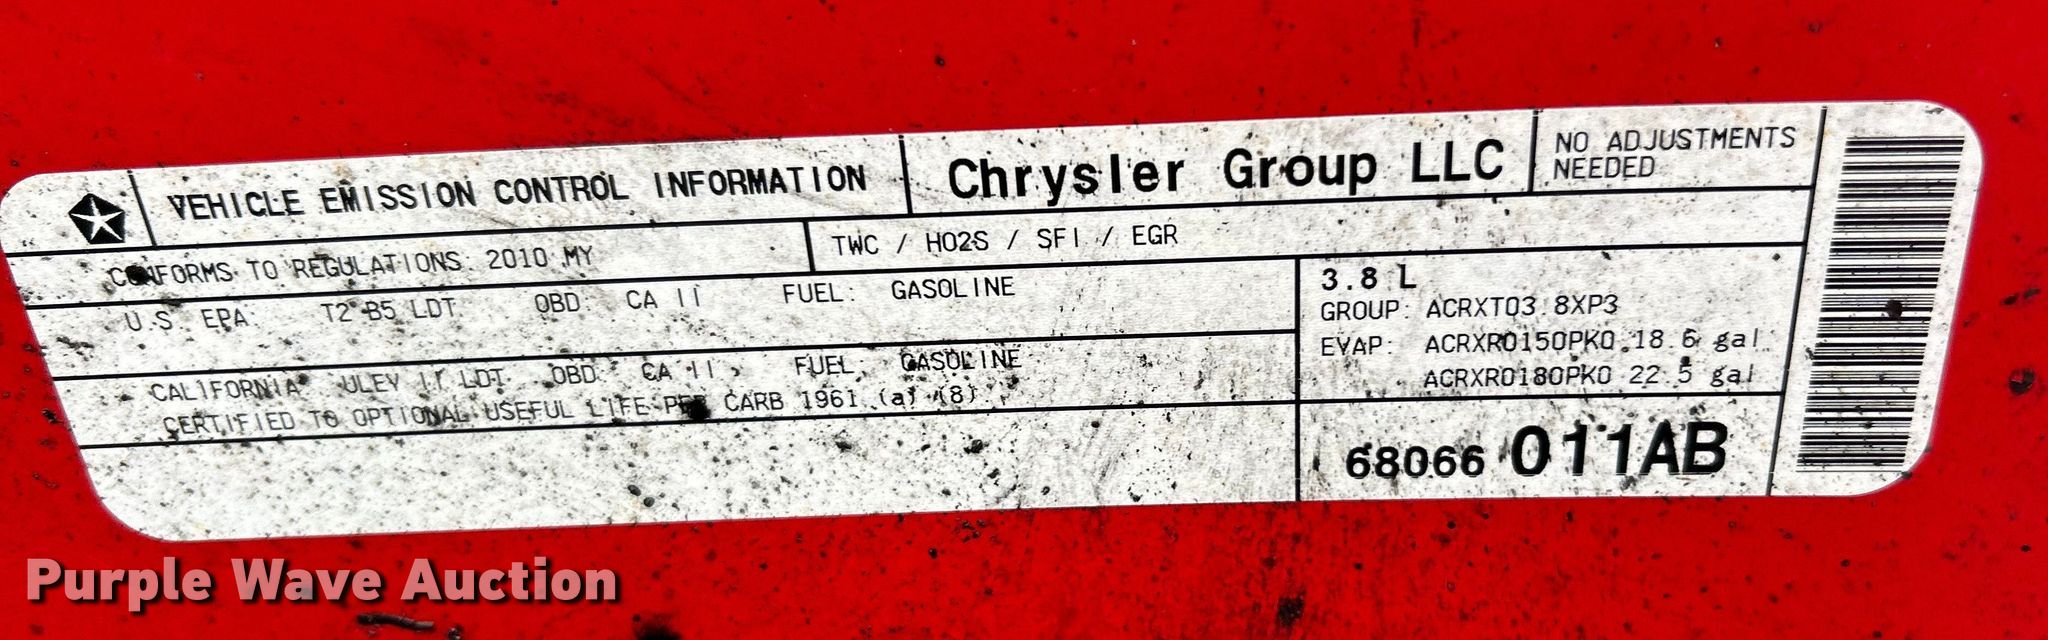 VEHICLE EMISSION CONTROL INFORMATION
Chrysler Group LLC
NO ADJUSTMENTS
NEEDED
CONFORMS TO REGULATIONS: 2010 MY
TWC / HO2S / SFI / EGR
U.S. EPA: T2 B5 LDT OBD: CA II FUEL: GASOLINE
CALIFORNIA: ULEV II LDT OBD: CA II FUEL: GASOLINE
CERTIFIED TO OPTIONAL USEFUL LIFE PER CARB 1961 (a) (8)
3.8 L
GROUP: ACRXT03.8XP3
EVAP: ACRXR0150PK0 18.6 gal
ACRXR0180PK0 22.5 gal
68066 011AB
Purple Wave Auction